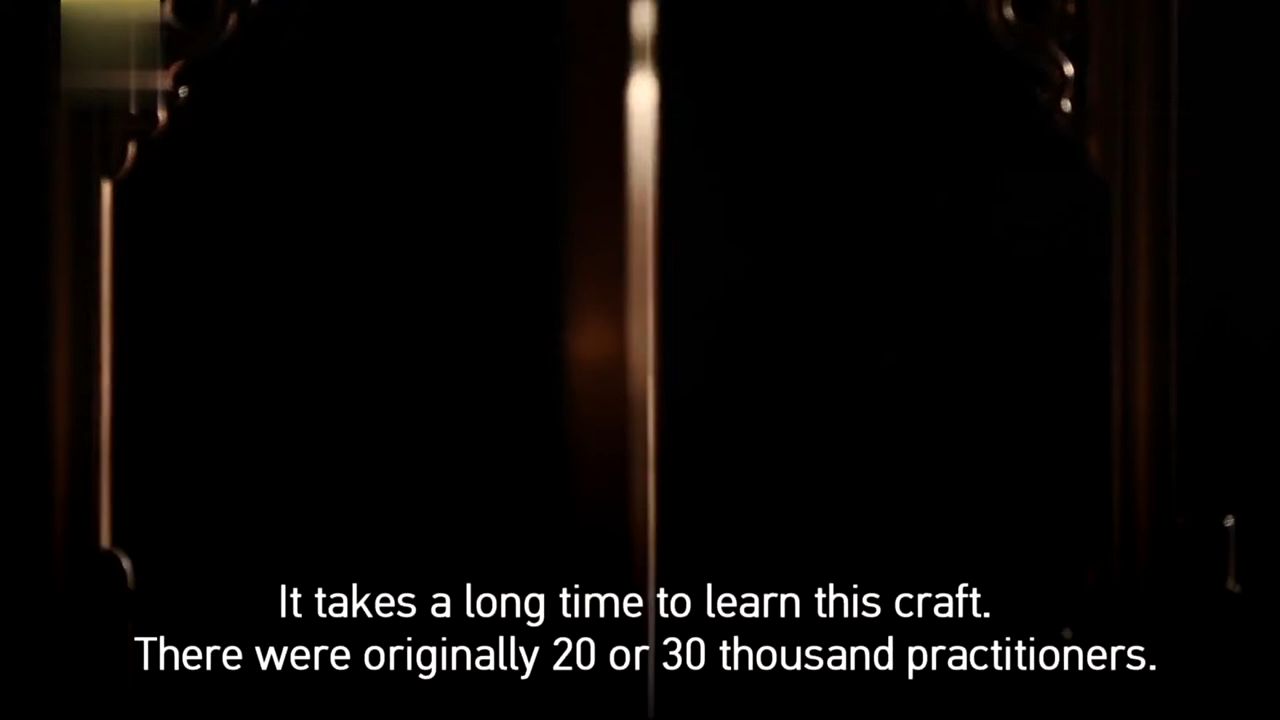 It takes a long time to learn this craft.
There were originally 20 or 30 thousand practitioners.